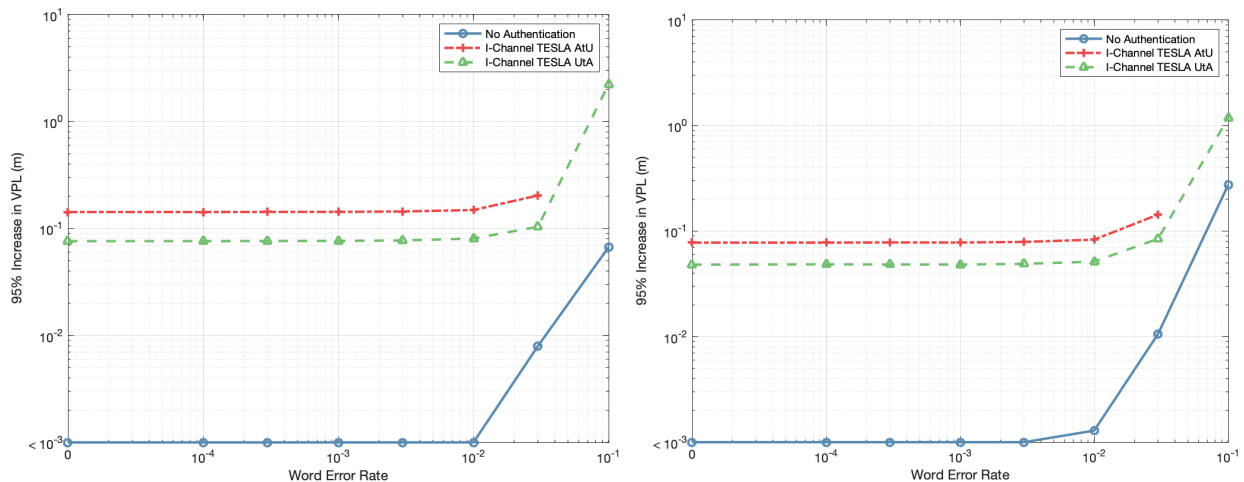 10^1
10^0
10^-1
10^-2
< 10^-3
95% Increase in VPL (m)
No Authentication
I-Channel TESLA AtU
I-Channel TESLA UtA
0
10^-4
10^-3
10^-2
10^-1
Word Error Rate
10^1
10^0
10^-1
10^-2
< 10^-3
95% Increase in VPL (m)
No Authentication
I-Channel TESLA AtU
I-Channel TESLA UtA
0
10^-4
10^-3
10^-2
10^-1
Word Error Rate